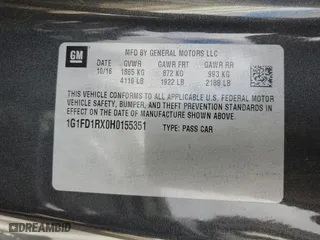 GM
MFD BY GENERAL MOTORS LLC
DATE GVWR GAWR FRT GAWR RR
10/16 1865 KG 872 KG 993 KG
4110 LB 1922 LB 2188 LB
THIS VEHICLE CONFORMS TO ALL APPLICABLE U.S. FEDERAL MOTOR
VEHICLE SAFETY, BUMPER, AND THEFT PREVENTION STANDARDS IN
EFFECT ON THE DATE OF MANUFACTURE SHOWN ABOVE.
1G1FD1RX0H0155351 TYPE: PASS CAR
DREAMBID